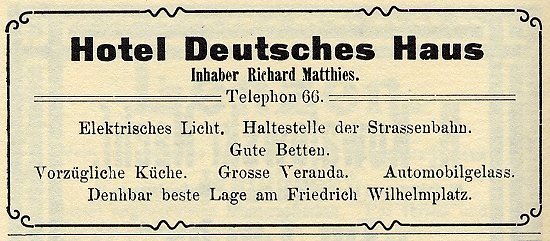 Hotel Deutsches Haus
Inhaber Richard Matthies.
Telephon 66.
Elektrisches Licht. Haltestelle der Strassenbahn.
Gute Betten.
Vorzügliche Küche. Grosse Veranda. Automobilgelass.
Denhbar beste Lage am Friedrich Wilhelmplatz.